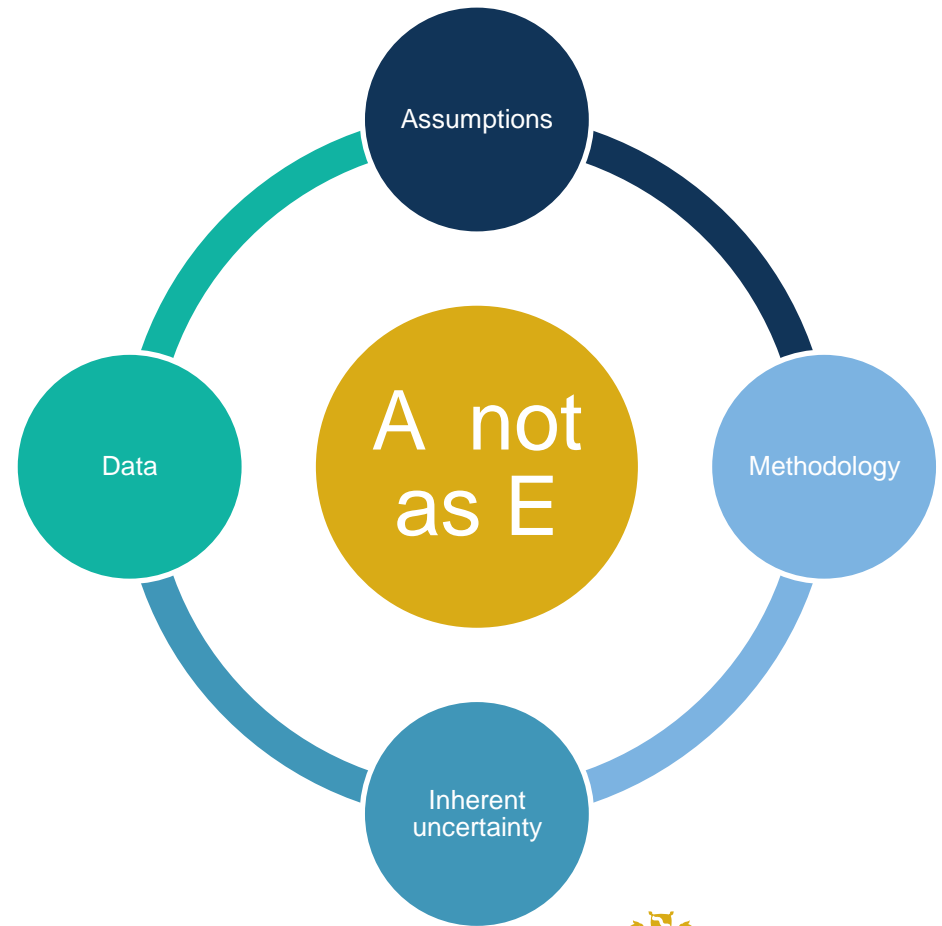 Assumptions
A  not
as E
Data
Methodology
Inherent
uncertainty